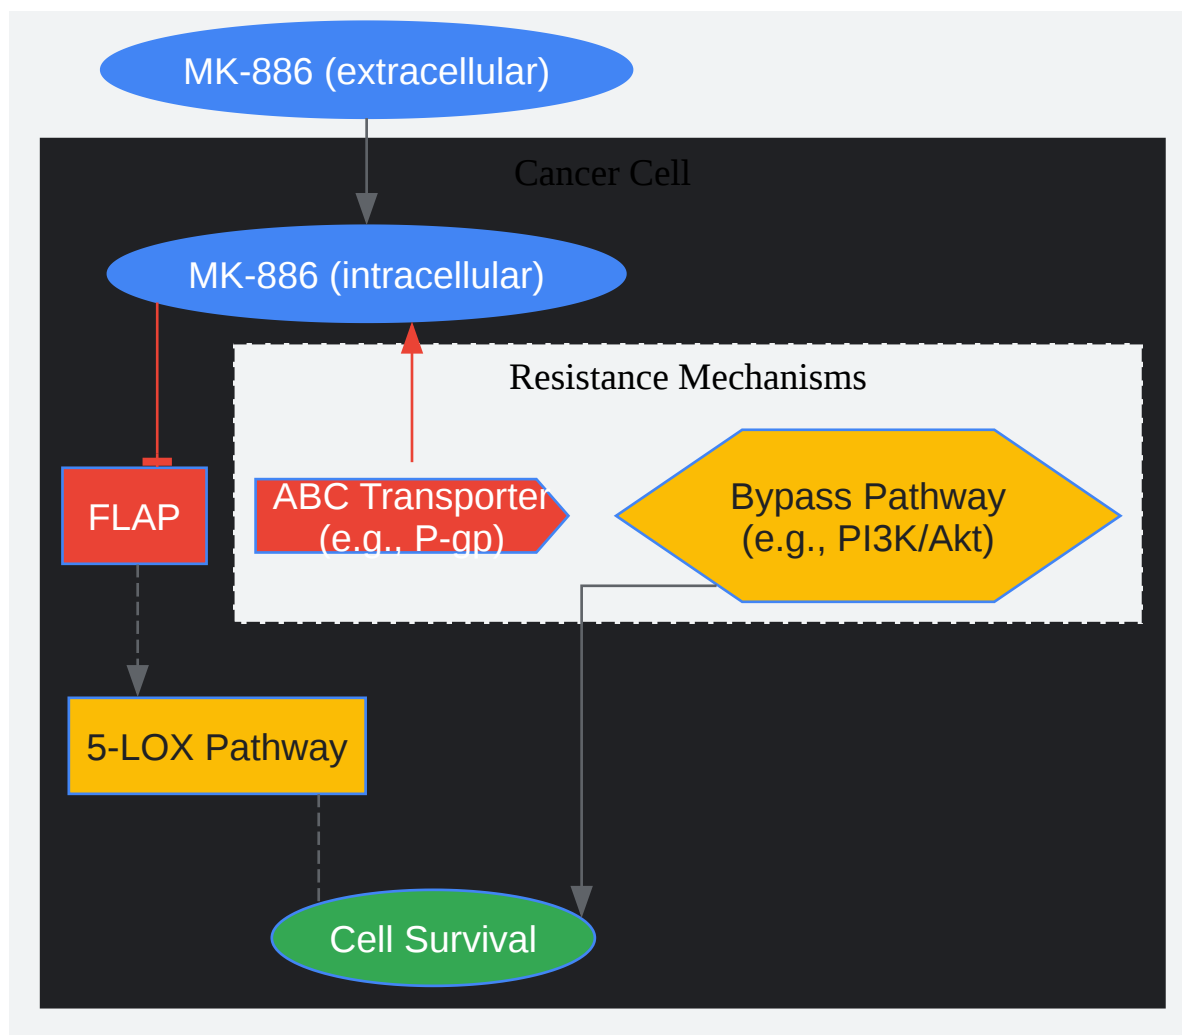 MK-886 (extracellular)
Cancer Cell
MK-886 (intracellular)
Resistance Mechanisms
FLAP
ABC Transporter
(e.g., P-gp)
Bypass Pathway
(e.g., PI3K/Akt)
5-LOX Pathway
Cell Survival